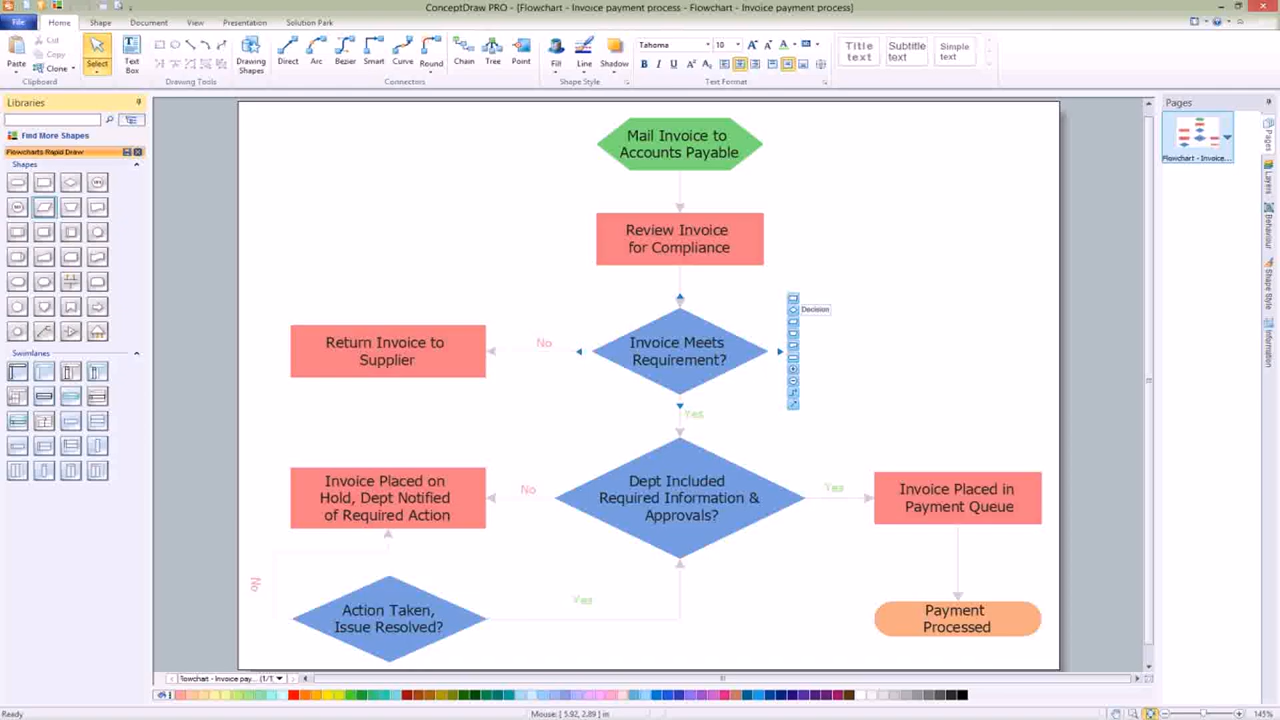 ConceptDraw PRO - [Flowchart - Invoice payment process - Flowchart - Invoice payment process]
File Home Shape Document Presentation Solution Park
Cut
Copy
Clone
Paste
Select
Text Box
Drawing Shapes
Direct Arc Bezier Smart Curve Round
Chain Tree Point
Fill Line Shadow
Tahoma 10
Title text
Subtitle text
Simple text
Clipboard Drawing Tools Connectors Shape Style Text Format
Libraries
Find More Shapes
Flowcharts Rapid Draw
Shapes
Swimlanes
Mail Invoice to
Accounts Payable
Review Invoice
for Compliance
Decision
Return Invoice to
Supplier
No
Invoice Meets
Requirement?
Yes
Invoice Placed on
Hold, Dept Notified
of Required Action
No
Dept Included
Required Information &
Approvals?
Yes
Invoice Placed in
Payment Queue
No
Action Taken,
Issue Resolved?
Yes
Payment
Processed
Pages
Flowchart - Invoice...
Pages
Layers
Behaviour
Shape Style
Information
Flowchart - Invoice pay... (1/1
Ready
Mouse: [ 5.92, 2.89 ] in
145%